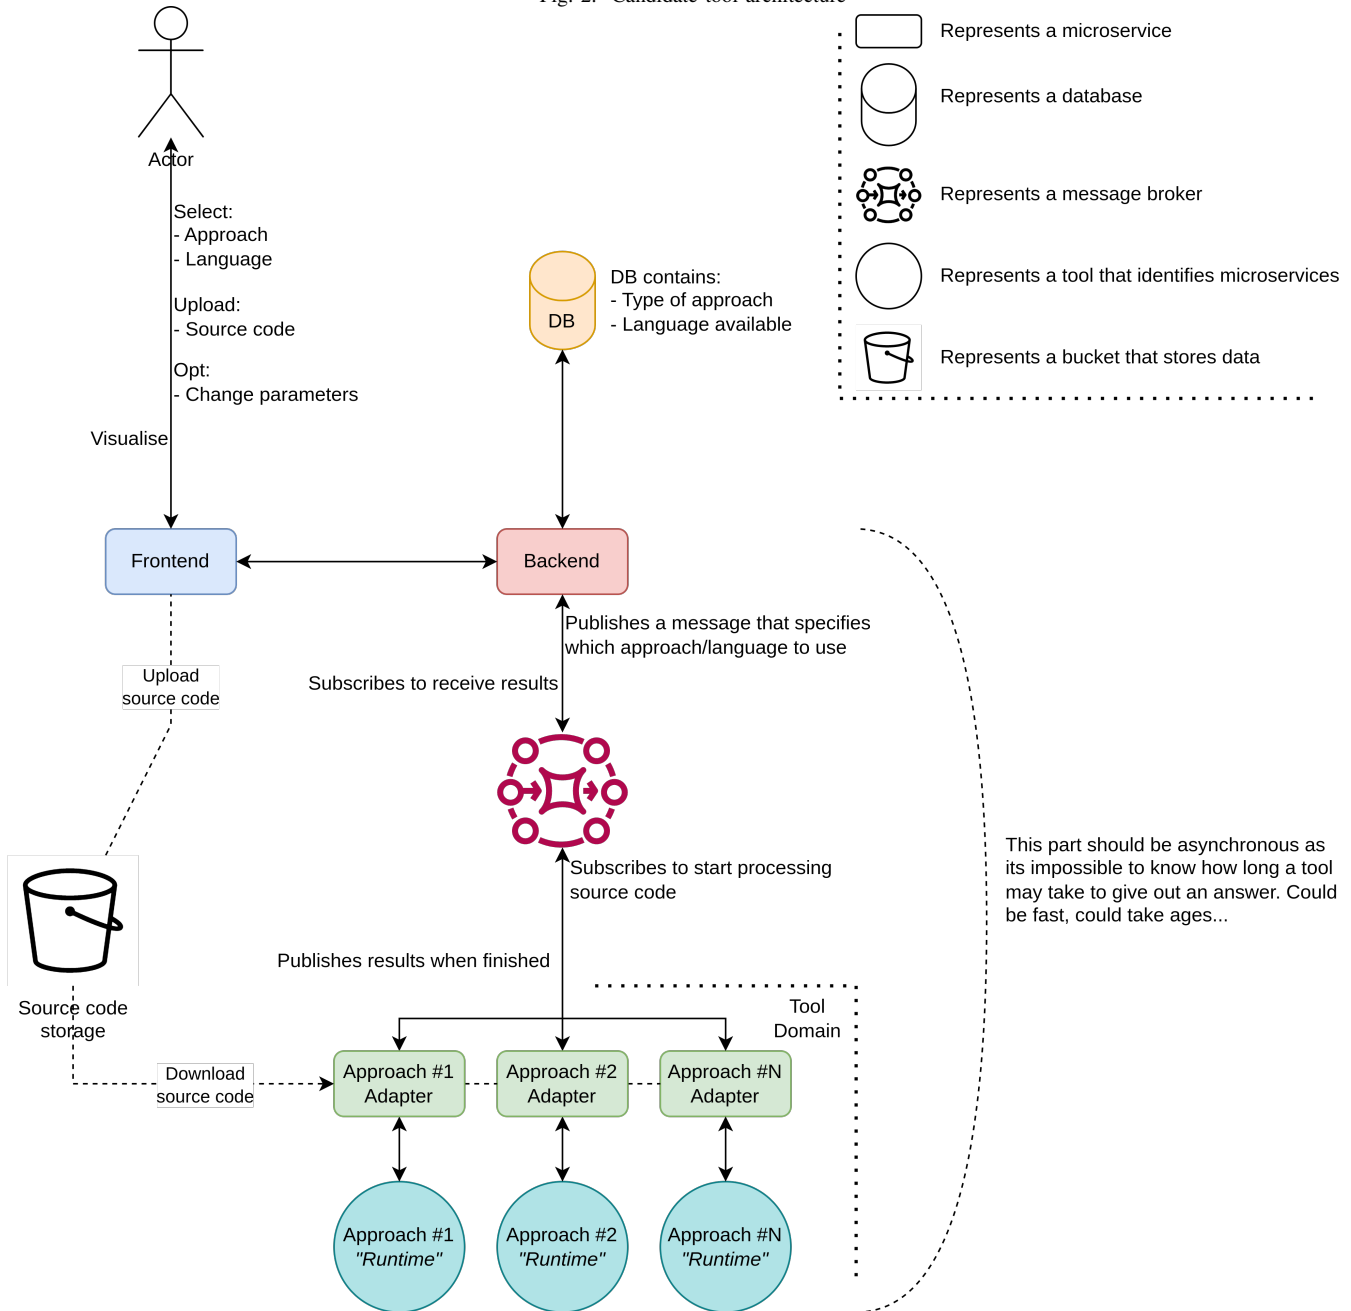 Fig. 2. Candidate tool architecture
Represents a microservice
Represents a database
Represents a message broker
Represents a tool that identifies microservices
Represents a bucket that stores data
Actor
Select:
- Approach
- Language
Upload:
- Source code
Opt:
- Change parameters
Visualise
DB
DB contains:
- Type of approach
- Language available
Frontend
Backend
Publishes a message that specifies
which approach/language to use
Subscribes to receive results
Upload
source code
Subscribes to start processing
source code
Publishes results when finished
This part should be asynchronous as
its impossible to know how long a tool
may take to give out an answer. Could
be fast, could take ages...
Source code
storage
Tool
Domain
Download
source code
Approach #1
Adapter
Approach #2
Adapter
Approach #N
Adapter
Approach #1
"Runtime"
Approach #2
"Runtime"
Approach #N
"Runtime"